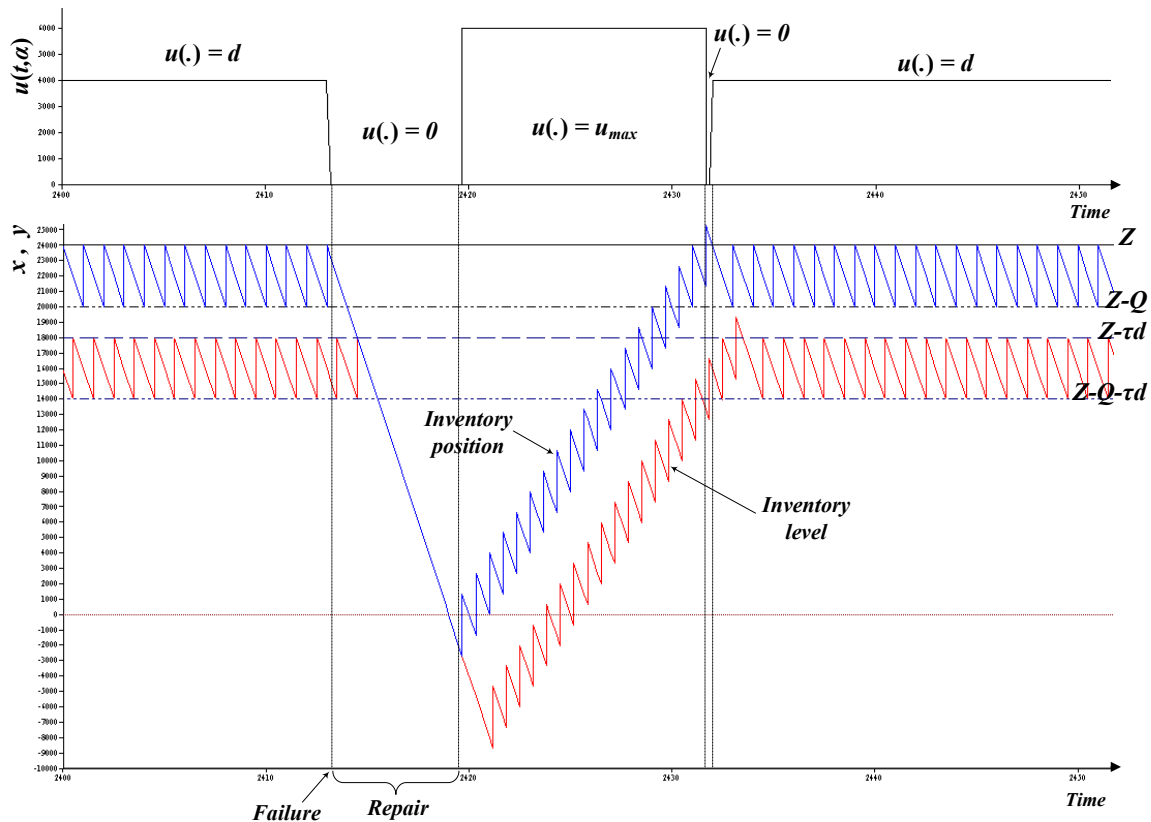 6000
5000
4000
3000
2000
1000
0
u(t,α)
u(.) = d
u(.) = 0
u(.) = u_max
u(.) = 0
u(.) = d
2400 2410 2420 2430 2440 2450
Time
x , y
25000
24000
23000
22000
21000
20000
19000
18000
17000
16000
15000
14000
13000
12000
11000
10000
9000
8000
7000
6000
5000
4000
3000
2000
1000
0
-1000
-2000
-3000
-4000
-5000
-6000
-7000
-8000
-9000
-10000
Z
Z-Q
Z-τd
Z-Q-τd
Inventory
position
Inventory
level
2400 2410 2420 2430 2440 2450
Failure
Repair
Time